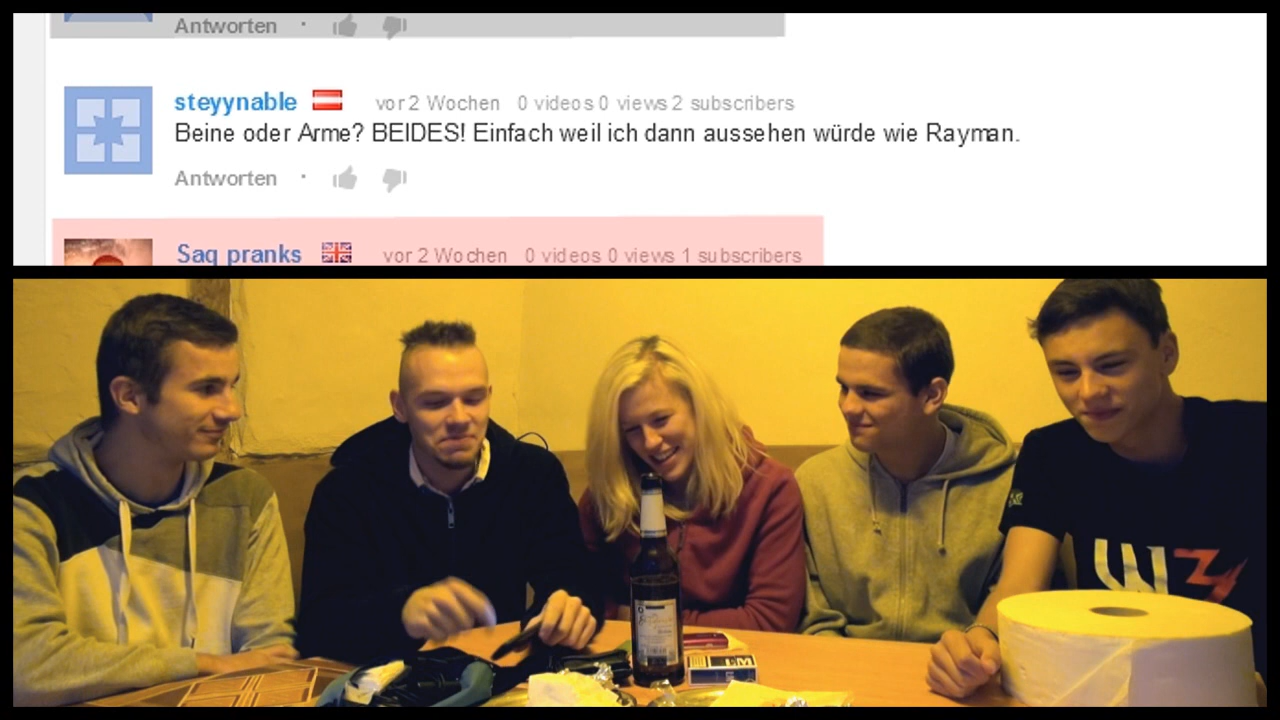 Antworten ·
steyynable vor 2 Wochen 0 videos 0 views 2 subscribers
Beine oder Arme? BEIDES! Einfach weil ich dann aussehen würde wie Rayman.
Antworten ·
Saq pranks vor 2 Wochen 0 videos 0 views 1 subscribers
L&M